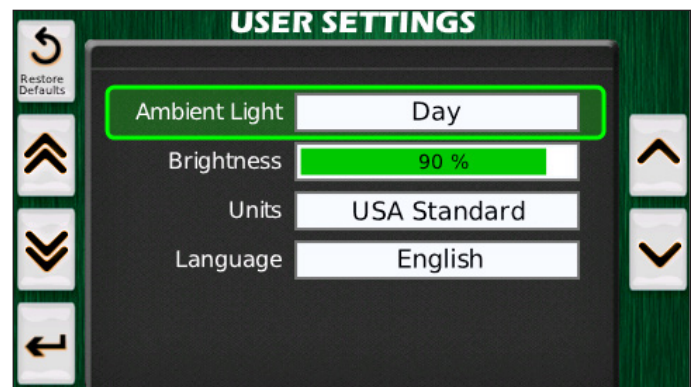 USER SETTINGS
Restore
Defaults
Ambient Light Day
Brightness 90 %
Units USA Standard
Language English